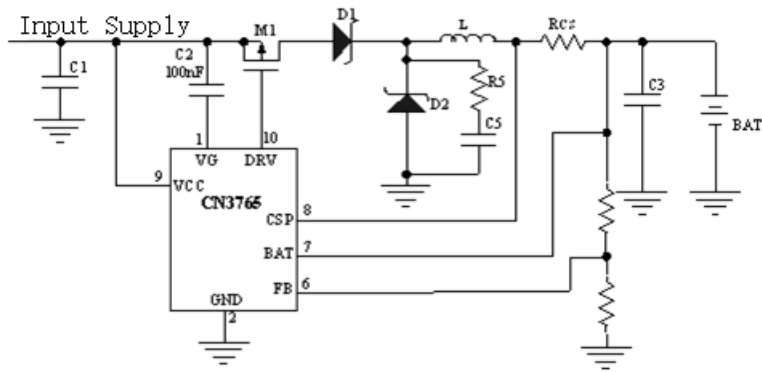 Input Supply
M1
D1
L
RCS
C1
C2
100nF
D2
R5
C5
C3
BAT
1
10
VG
DRV
9
VCC
CN3765
CSP
8
BAT
7
FB
6
GND
2